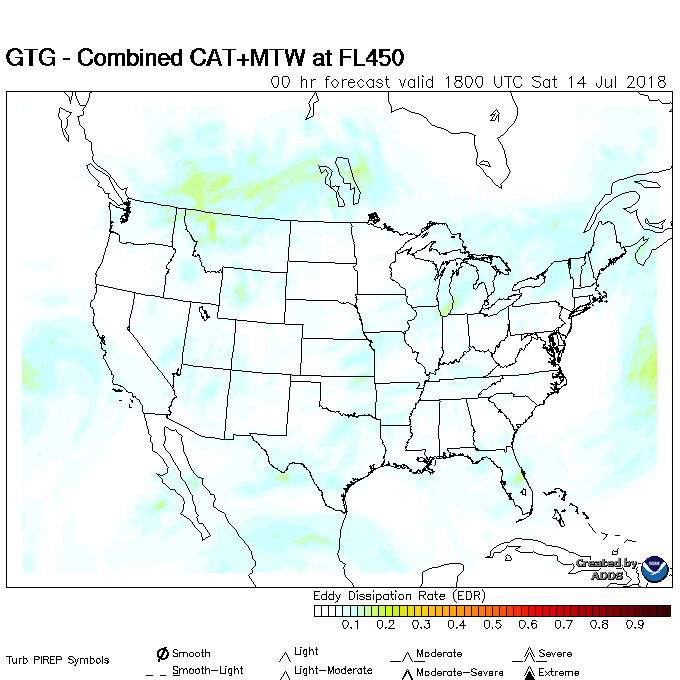 GTG - Combined CAT+MTW at FL450
00 hr forecast valid 1800 UTC Sat 14 Jul 2018
Created by
ADDS
Eddy Dissipation Rate (EDR)
0.1 0.2 0.3 0.4 0.5 0.6 0.7 0.8 0.9
Turb PIREP Symbols
Smooth Light Moderate Severe
Smooth-Light Light-Moderate Moderate-Severe Extreme